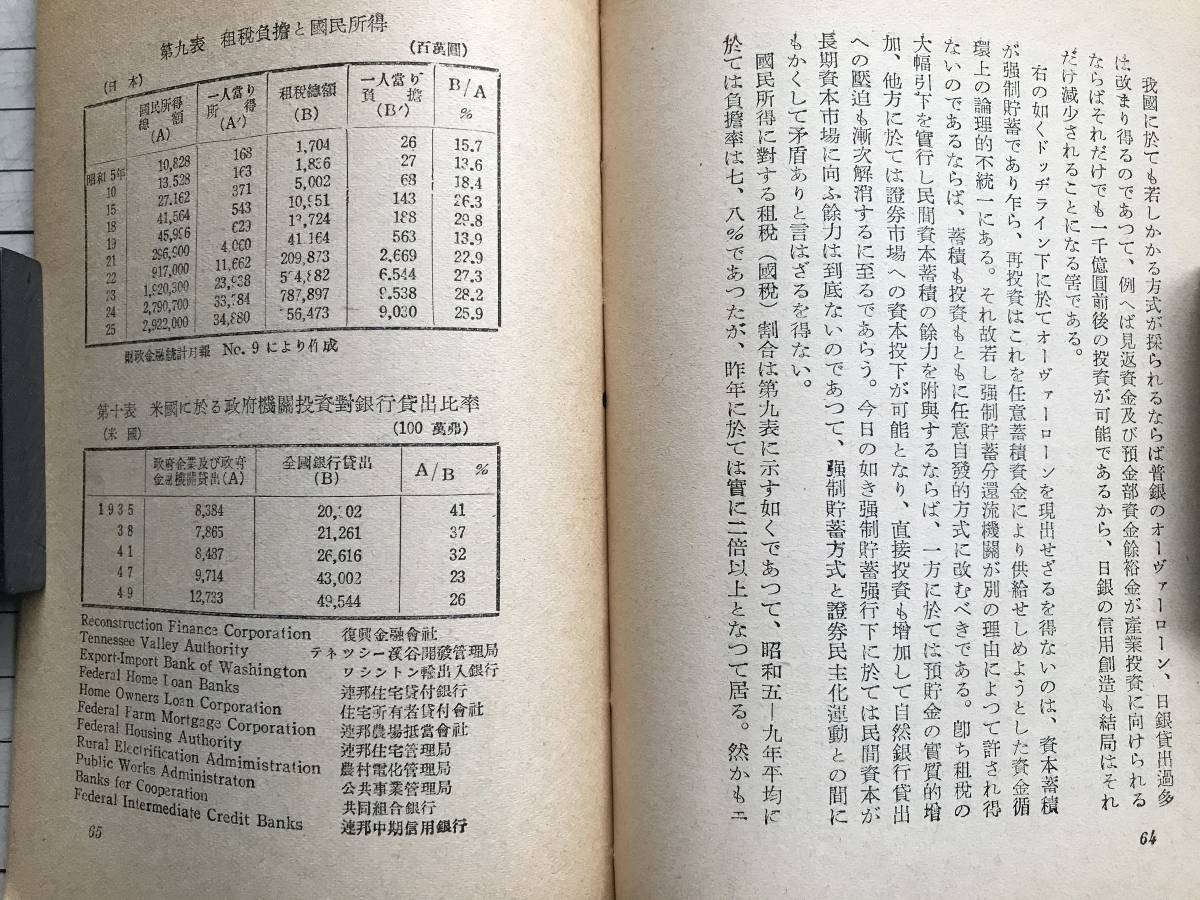 我國に於ても若しかかる方式が採られるならば普銀のオーヴァーローン、日銀貸出過多
は改まり得るのであつて、例へば見返資金及び預金部資金餘裕金が產業投資に向けられる
ならばそれだけでも一千億圓前後の投資が可能であるから、日銀の信用創造も結局はそれ
だけ減少されることになる筈である。
右の如くドッヂライン下に於てオーヴァーローンを現出せざるを得ないのは、資本蓄積
が强制貯蓄であり乍ら、再投資はこれを任意蓄積資金により供給せしめようとした資金循
環上の論理的不統一にある。それ故若し强制貯蓄分還流機關が別の理由によつて許され得
ないのであるならば、蓄積も投資もともに任意自發的方式に改むべきである。卽ち租稅の
大幅引下を實行し民間資本蓄積の餘力を附與するならば、一方に於ては預貯金の實質的增
加、他方に於ては證券市場への資本投下が可能となり、直接投資も增加して自然銀行貸出
への壓迫も漸次解消するに至るであらう。今日の如き强制貯蓄强行下に於ては民間資本が
長期資本市場に向ふ餘力は到底ないのであつて、强制貯蓄方式と證券民主化運動との間に
もかくして矛盾ありと言はざるを得ない。
國民所得に對する租稅（國稅）割合は第九表に示す如くであつて、昭和五―九年平均に
於ては負擔率は七、八％であつたが、昨年に於ては實に二倍以上となつて居る。然かもエ
64
第九表 租稅負擔と國民所得
(日本) (百萬圓)
國民所得總額(A) 一人當り所得(A′) 租稅總額(B) 一人當り負擔(B′) B/A %
昭和5年 10,828 168 1,704 26 15.7
10 13,528 163 1,836 27 13.6
15 27.162 371 5,002 68 18.4
18 41,564 543 10,951 143 26.3
19 45,996 629 13,724 188 29.8
21 296,900 4,060 41.164 563 13.9
22 917,000 11,662 209,873 2,669 22.9
23 1,920,300 23,938 6.544 27.3
24 2,790,700 33,784 787,897 9.538 28.2
25 2,922,000 34,880 56,473 9,030 25.9
財政金融統計月報 No. 9 により作成
第十表 米國に於る政府機關投資對銀行貸出比率
(米國) (100 萬弗)
政府企業及び政府金融機關貸出(A) 全國銀行貸出(B) A/B %
1935 8,384 41
38 7,865 21,261 37
41 8,487 26,616 32
47 9,714 43,002 23
49 12,733 49,544 26
Reconstruction Finance Corporation 復興金融會社
Tennessee Valley Authority テネツシー溪谷開發管理局
Export-Import Bank of Washington ワシントン輸出入銀行
Federal Home Loan Banks 連邦住宅貸付銀行
Home Owners Loan Corporation 住宅所有者貸付會社
Federal Farm Mortgage Corporation 連邦農場抵當會社
Federal Housing Authority 連邦住宅管理局
Rural Electrification Admimistration 農村電化管理局
Public Works Administraton 公共事業管理局
Banks for Cooperation 共同組合銀行
Federal Intermediate Credit Banks 連邦中期信用銀行
65